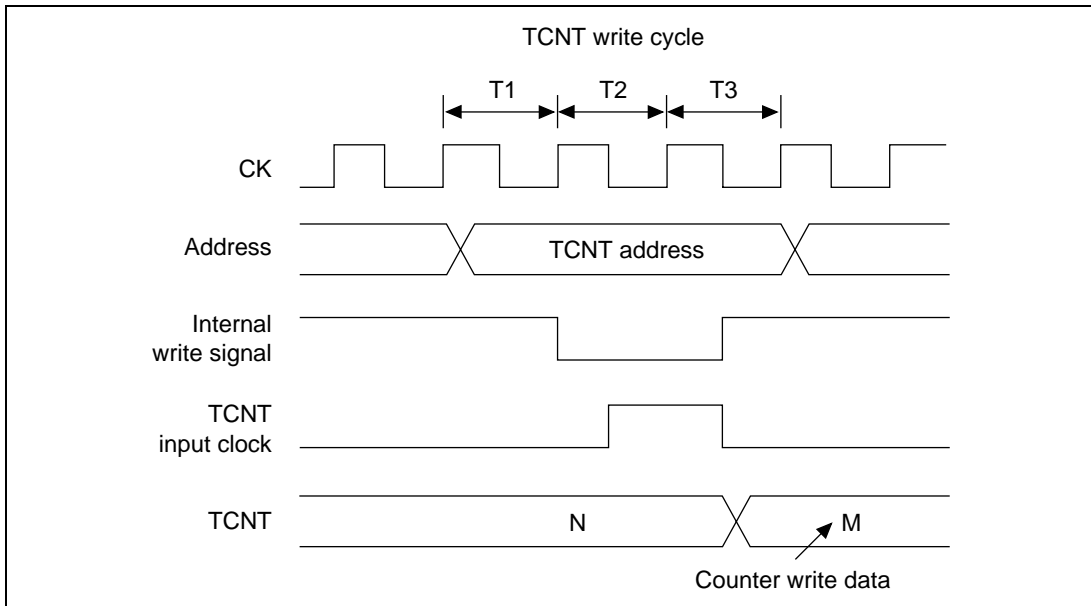 TCNT write cycle
T1 T2 T3
CK
Address
TCNT address
Internal
write signal
TCNT
input clock
TCNT
N
M
Counter write data